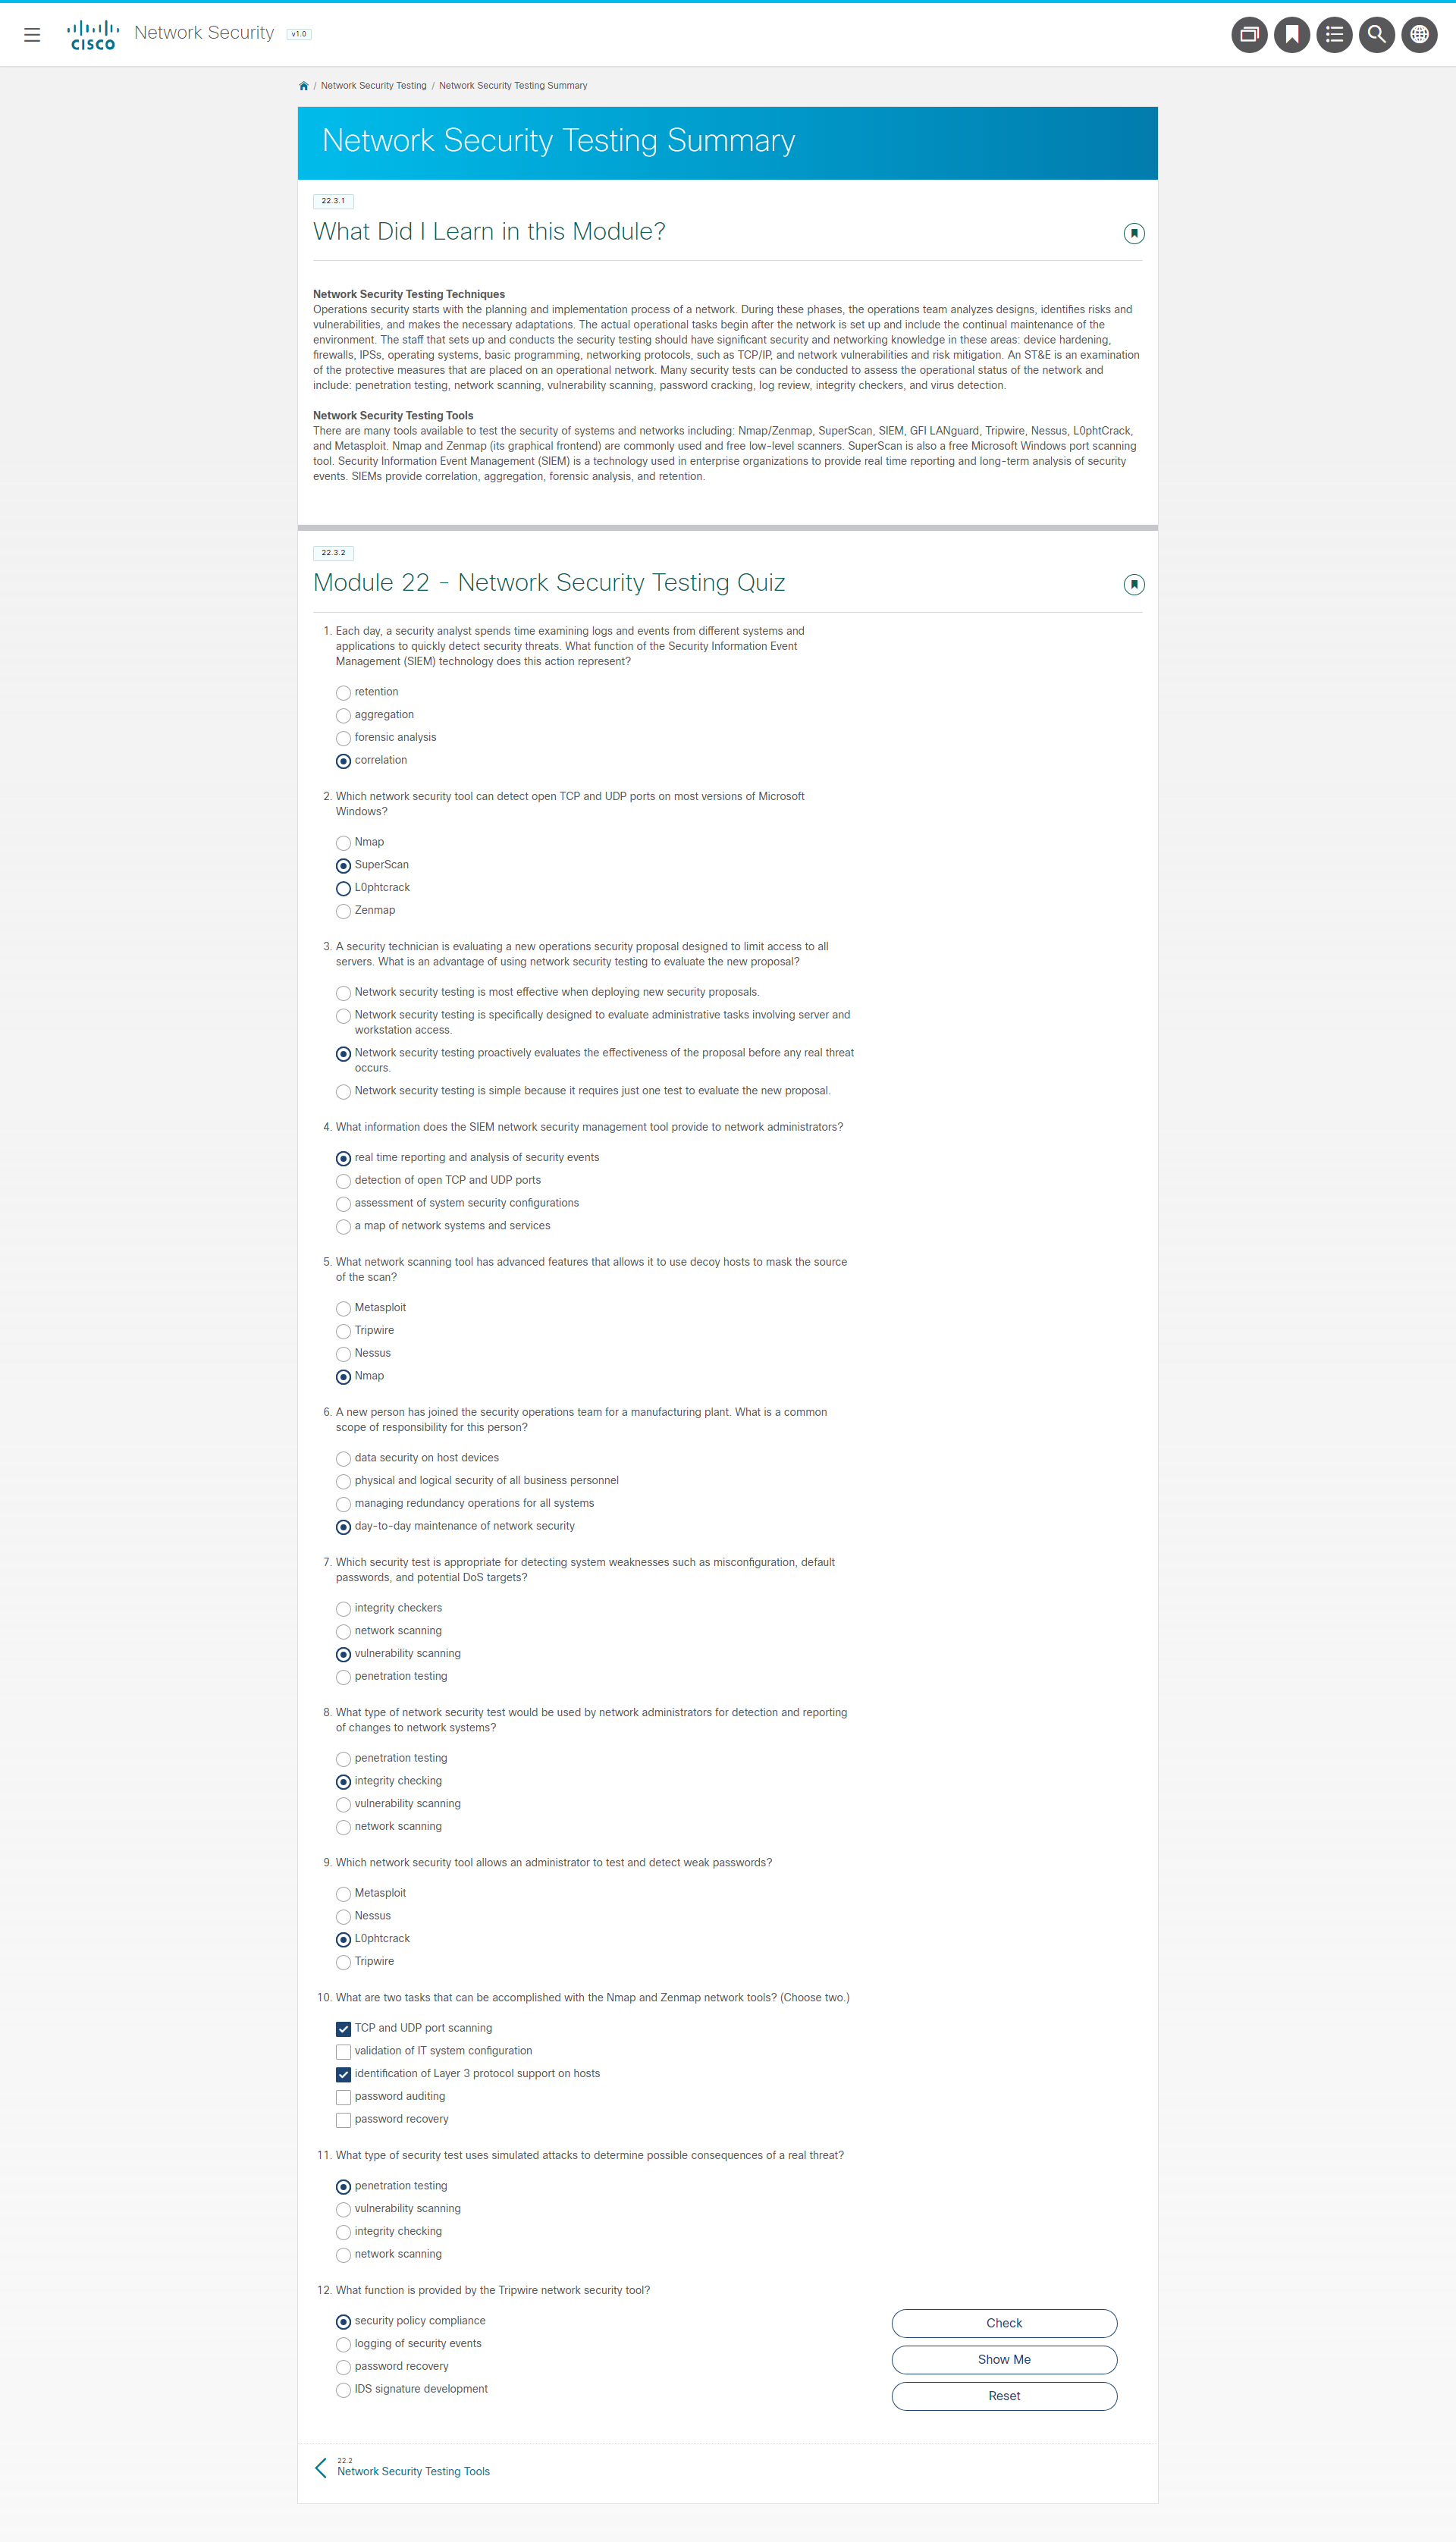 CISCO
Network Security v1.0
/ Network Security Testing / Network Security Testing Summary
Network Security Testing Summary
22.3.1
What Did I Learn in this Module?
Network Security Testing Techniques
Operations security starts with the planning and implementation process of a network. During these phases, the operations team analyzes designs, identifies risks and
vulnerabilities, and makes the necessary adaptations. The actual operational tasks begin after the network is set up and include the continual maintenance of the
environment. The staff that sets up and conducts the security testing should have significant security and networking knowledge in these areas: device hardening,
firewalls, IPSs, operating systems, basic programming, networking protocols, such as TCP/IP, and network vulnerabilities and risk mitigation. An ST&E is an examination
of the protective measures that are placed on an operational network. Many security tests can be conducted to assess the operational status of the network and
include: penetration testing, network scanning, vulnerability scanning, password cracking, log review, integrity checkers, and virus detection.
Network Security Testing Tools
There are many tools available to test the security of systems and networks including: Nmap/Zenmap, SuperScan, SIEM, GFI LANguard, Tripwire, Nessus, L0phtCrack,
and Metasploit. Nmap and Zenmap (its graphical frontend) are commonly used and free low-level scanners. SuperScan is also a free Microsoft Windows port scanning
tool. Security Information Event Management (SIEM) is a technology used in enterprise organizations to provide real time reporting and long-term analysis of security
events. SIEMs provide correlation, aggregation, forensic analysis, and retention.
22.3.2
Module 22 - Network Security Testing Quiz
1. Each day, a security analyst spends time examining logs and events from different systems and
applications to quickly detect security threats. What function of the Security Information Event
Management (SIEM) technology does this action represent?
retention
aggregation
forensic analysis
correlation
2. Which network security tool can detect open TCP and UDP ports on most versions of Microsoft
Windows?
Nmap
SuperScan
L0phtcrack
Zenmap
3. A security technician is evaluating a new operations security proposal designed to limit access to all
servers. What is an advantage of using network security testing to evaluate the new proposal?
Network security testing is most effective when deploying new security proposals.
Network security testing is specifically designed to evaluate administrative tasks involving server and
workstation access.
Network security testing proactively evaluates the effectiveness of the proposal before any real threat
occurs.
Network security testing is simple because it requires just one test to evaluate the new proposal.
4. What information does the SIEM network security management tool provide to network administrators?
real time reporting and analysis of security events
detection of open TCP and UDP ports
assessment of system security configurations
a map of network systems and services
5. What network scanning tool has advanced features that allows it to use decoy hosts to mask the source
of the scan?
Metasploit
Tripwire
Nessus
Nmap
6. A new person has joined the security operations team for a manufacturing plant. What is a common
scope of responsibility for this person?
data security on host devices
physical and logical security of all business personnel
managing redundancy operations for all systems
day-to-day maintenance of network security
7. Which security test is appropriate for detecting system weaknesses such as misconfiguration, default
passwords, and potential DoS targets?
integrity checkers
network scanning
vulnerability scanning
penetration testing
8. What type of network security test would be used by network administrators for detection and reporting
of changes to network systems?
penetration testing
integrity checking
vulnerability scanning
network scanning
9. Which network security tool allows an administrator to test and detect weak passwords?
Metasploit
Nessus
L0phtcrack
Tripwire
10. What are two tasks that can be accomplished with the Nmap and Zenmap network tools? (Choose two.)
TCP and UDP port scanning
validation of IT system configuration
identification of Layer 3 protocol support on hosts
password auditing
password recovery
11. What type of security test uses simulated attacks to determine possible consequences of a real threat?
penetration testing
vulnerability scanning
integrity checking
network scanning
12. What function is provided by the Tripwire network security tool?
security policy compliance
logging of security events
password recovery
IDS signature development
Check
Show Me
Reset
22.2
Network Security Testing Tools